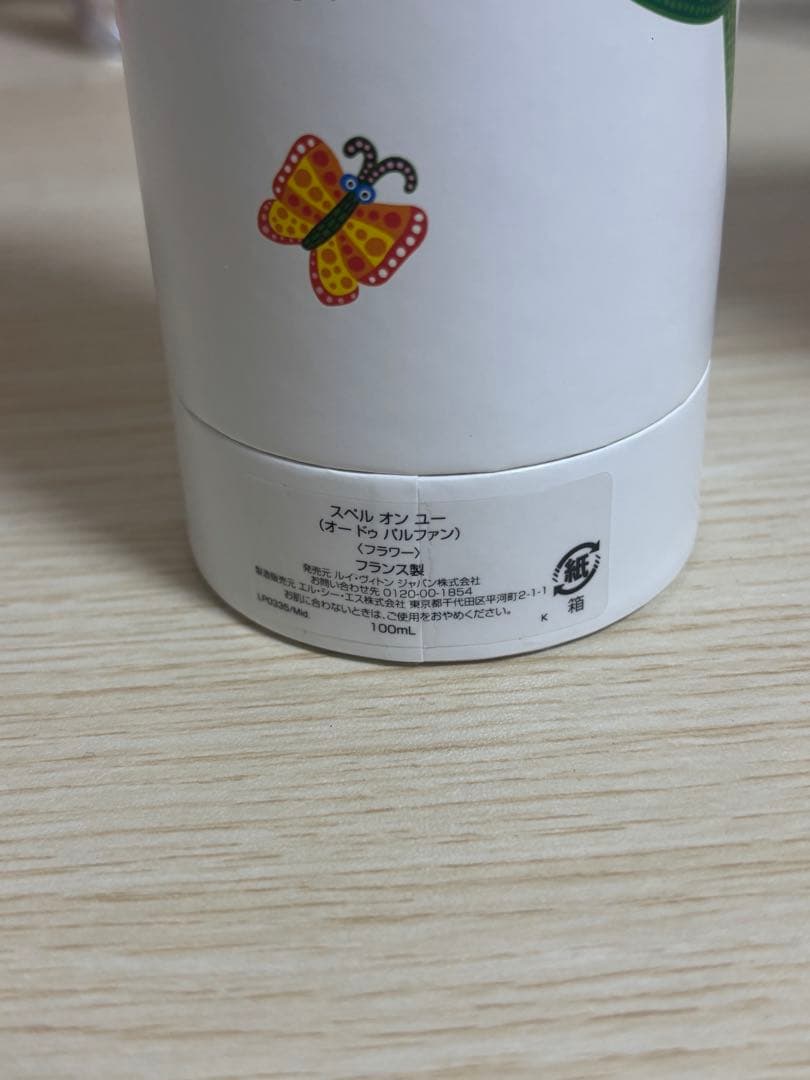 スペル オン ユー
（オー ドゥ パルファン）
〈フラワー〉
フランス製
発売元 ルイ・ヴィトン ジャパン株式会社
お問い合わせ先 0120-00-1854
製造販売元 エル・シー・エス株式会社 東京都千代田区平河町2-1-1
お肌に合わないときは、ご使用をおやめください。
LP0335/Mid.
100mL
K
紙
箱